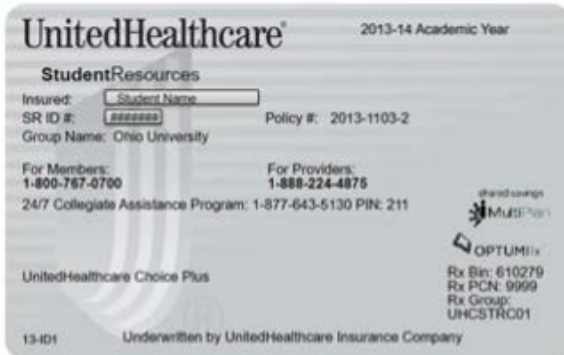 UnitedHealthcare® 2013-14 Academic Year
StudentResources
Insured: Student Name
SR ID #: ####### Policy #: 2013-1103-2
Group Name: Ohio University
For Members: For Providers:
1-800-767-0700 1-888-224-4875
24/7 Collegiate Assistance Program: 1-877-643-5130 PIN: 211
shared savings
MultiPlan
OPTUMRx
UnitedHealthcare Choice Plus
Rx Bin: 610279
Rx PCN: 9999
Rx Group:
UHCSTRC01
13-ID1 Underwritten by UnitedHealthcare Insurance Company